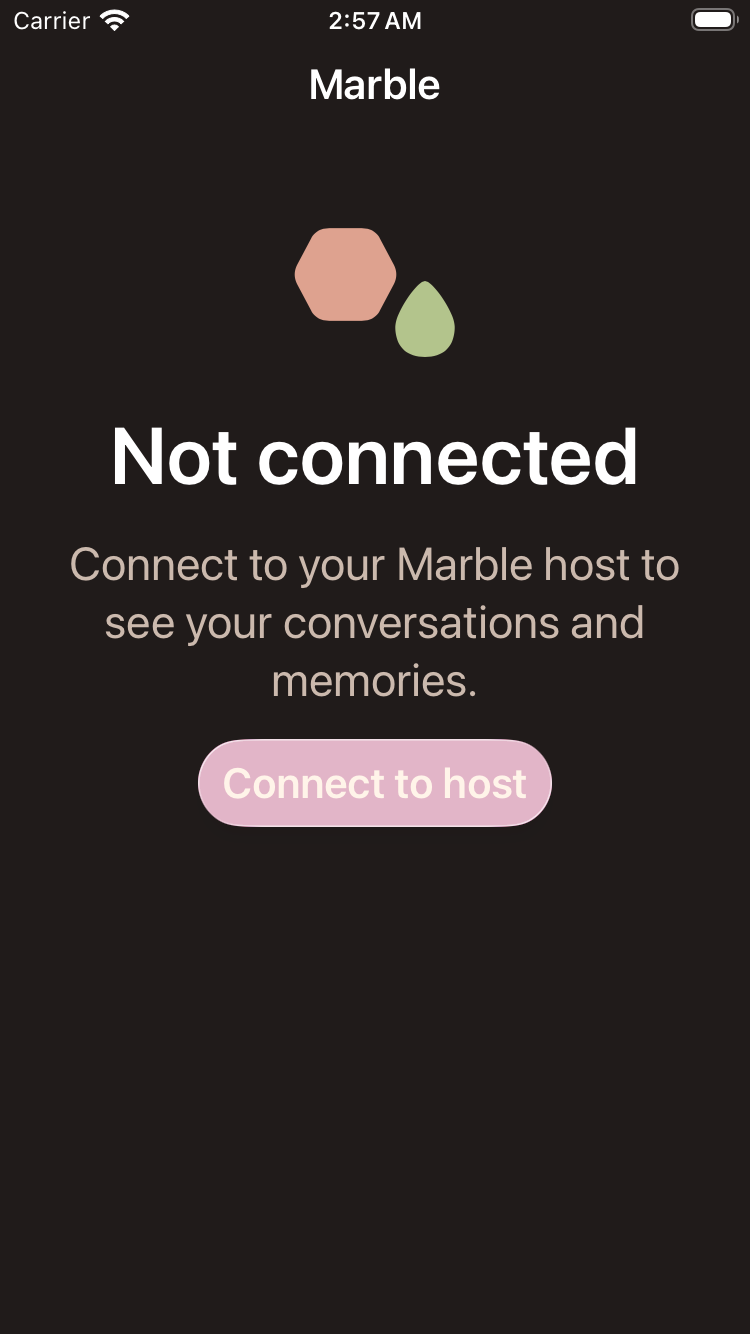 Carrier 2:57 AM
Marble
Not connected
Connect to your Marble host to
see your conversations and
memories.
Connect to host